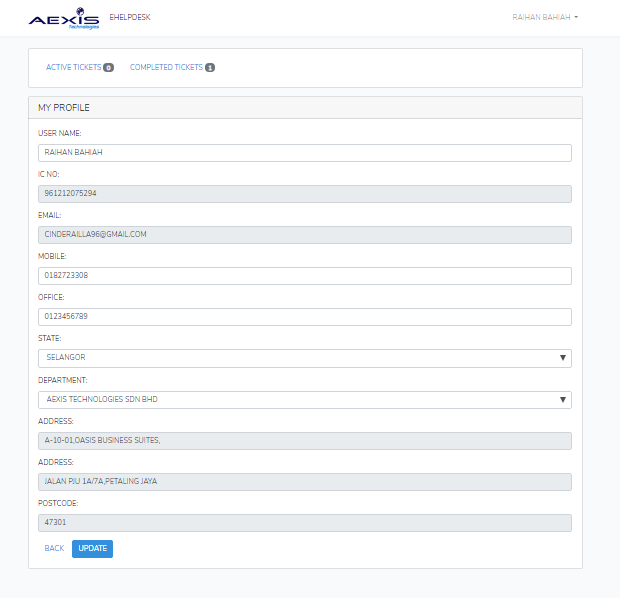 AEXIS
Technologies
EHELPDESK
RAIHAN BAHIAH
ACTIVE TICKETS 0 COMPLETED TICKETS 1
MY PROFILE
USER NAME:
RAIHAN BAHIAH
IC NO:
961212075294
EMAIL:
CINDERAILLA96@GMAIL.COM
MOBILE:
0182723308
OFFICE:
0123456789
STATE:
SELANGOR
DEPARTMENT:
AEXIS TECHNOLOGIES SDN BHD
ADDRESS:
A-10-01,OASIS BUSINESS SUITES,
ADDRESS:
JALAN PJU 1A/7A,PETALING JAYA
POSTCODE:
47301
BACK UPDATE